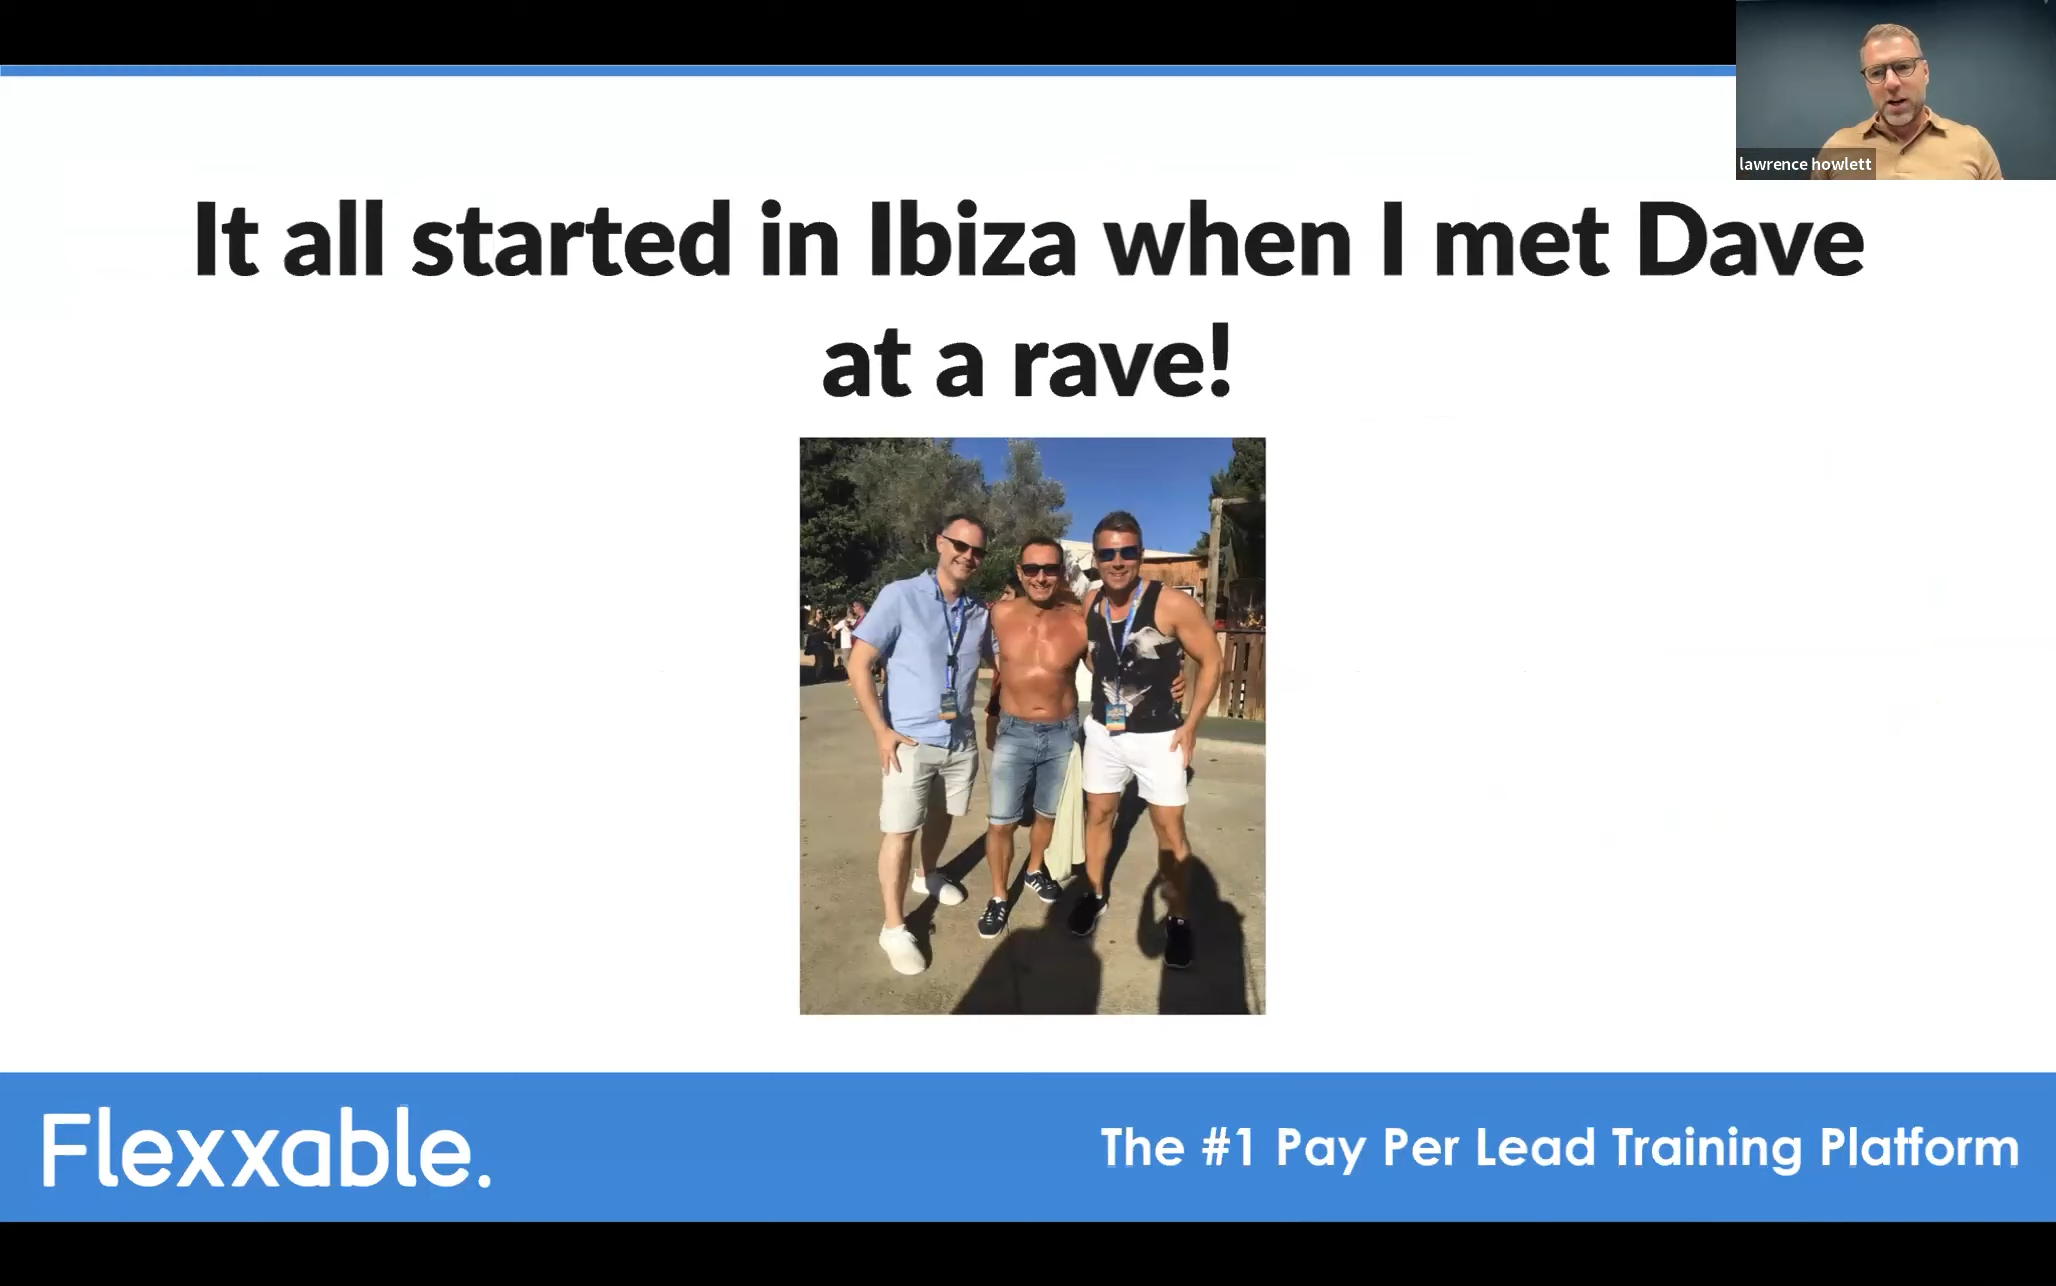 lawrence howlett
It all started in Ibiza when I met Dave
at a rave!
Flexxable.
The #1 Pay Per Lead Training Platform